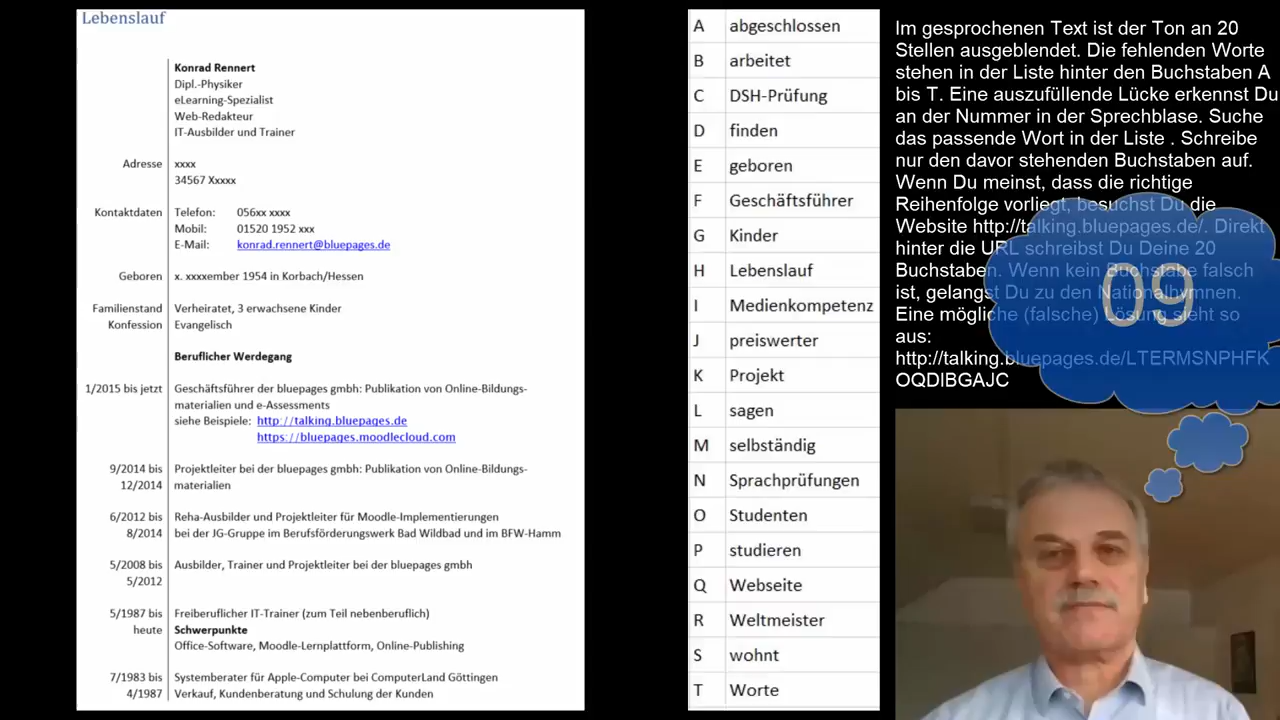 Lebenslauf
Konrad Rennert
Dipl.-Physiker
eLearning-Spezialist
Web-Redakteur
IT-Ausbilder und Trainer
Adresse xxxx
34567 Xxxxx
Kontaktdaten Telefon: 056xx xxxx
Mobil: 01520 1952 xxx
E-Mail: konrad.rennert@bluepages.de
Geboren x. xxxxember 1954 in Korbach/Hessen
Familienstand Verheiratet, 3 erwachsene Kinder
Konfession Evangelisch
Beruflicher Werdegang
1/2015 bis jetzt Geschäftsführer der bluepages gmbh: Publikation von Online-Bildungs-
materialien und e-Assessments
siehe Beispiele: http://talking.bluepages.de
https://bluepages.moodlecloud.com
9/2014 bis Projektleiter bei der bluepages gmbh: Publikation von Online-Bildungs-
12/2014 materialien
6/2012 bis Reha-Ausbilder und Projektleiter für Moodle-Implementierungen
8/2014 bei der JG-Gruppe im Berufsförderungswerk Bad Wildbad und im BFW-Hamm
5/2008 bis Ausbilder, Trainer und Projektleiter bei der bluepages gmbh
5/2012
5/1987 bis Freiberuflicher IT-Trainer (zum Teil nebenberuflich)
heute Schwerpunkte
Office-Software, Moodle-Lernplattform, Online-Publishing
7/1983 bis Systemberater für Apple-Computer bei ComputerLand Göttingen
4/1987 Verkauf, Kundenberatung und Schulung der Kunden
A abgeschlossen
B arbeitet
C DSH-Prüfung
D finden
E geboren
F Geschäftsführer
G Kinder
H Lebenslauf
I Medienkompetenz
J preiswerter
K Projekt
L sagen
M selbständig
N Sprachprüfungen
O Studenten
P studieren
Q Webseite
R Weltmeister
S wohnt
T Worte
Im gesprochenen Text ist der Ton an 20
Stellen ausgeblendet. Die fehlenden Worte
stehen in der Liste hinter den Buchstaben A
bis T. Eine auszufüllende Lücke erkennst Du
an der Nummer in der Sprechblase. Suche
das passende Wort in der Liste . Schreibe
nur den davor stehenden Buchstaben auf.
Wenn Du meinst, dass die richtige
Reihenfolge vorliegt, besuchst Du die
Website http://talking.bluepages.de/. Direkt
hinter die URL schreibst Du Deine 20
Buchstaben. Wenn kein Buchstabe falsch
ist, gelangst Du zu den Nationalhymnen.
Eine mögliche (falsche) Lösung sieht so
aus:
http://talking.bluepages.de/LTERMSNPHFK
OQDIBGAJC
09